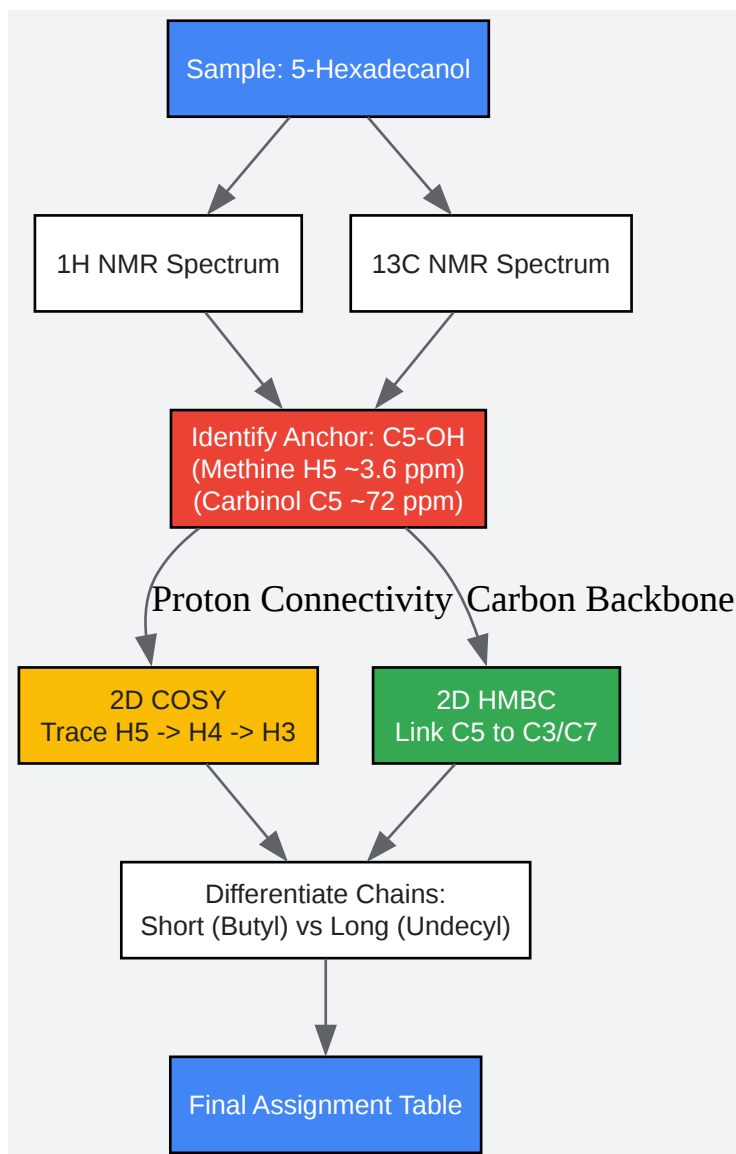 Sample: 5-Hexadecanol
1H NMR Spectrum
13C NMR Spectrum
Identify Anchor: C5-OH
(Methine H5 ~3.6 ppm)
(Carbinol C5 ~72 ppm)
Proton Connectivity
Carbon Backbone
2D COSY
Trace H5 -> H4 -> H3
2D HMBC
Link C5 to C3/C7
Differentiate Chains:
Short (Butyl) vs Long (Undecyl)
Final Assignment Table